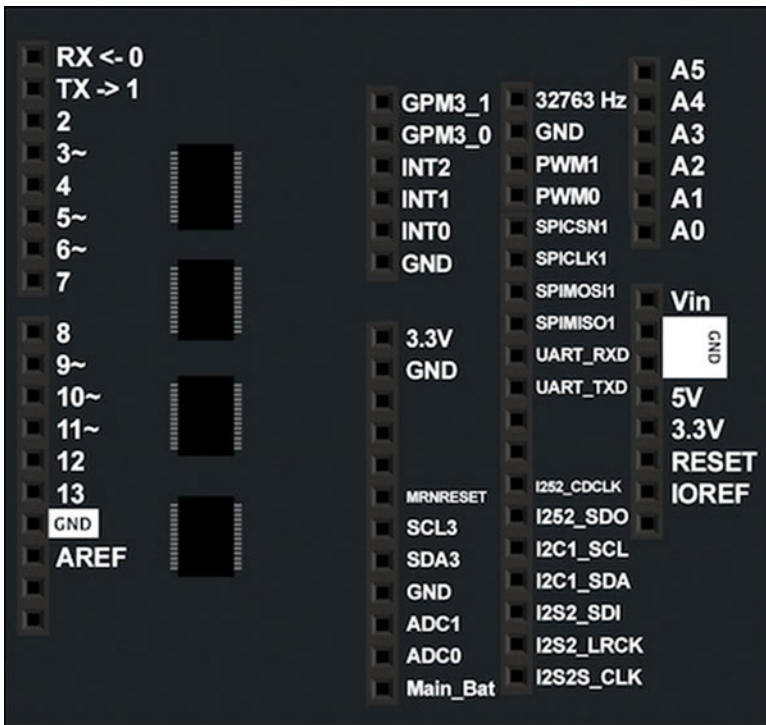 RX <- 0
TX -> 1
2
3~
4
5~
6~
7
8
9~
10~
11~
12
13
GND
AREF
GPM3_1
GPM3_0
INT2
INT1
INT0
GND
3.3V
GND
MRNRESET
SCL3
SDA3
GND
ADC1
ADC0
Main_Bat
32763 Hz
GND
PWM1
PWM0
SPICSN1
SPICLK1
SPIMOSI1
SPIMISO1
UART_RXD
UART_TXD
I252_CDCLK
I252_SDO
I2C1_SCL
I2C1_SDA
I2S2_SDI
I2S2_LRCK
I2S2S_CLK
A5
A4
A3
A2
A1
A0
Vin
GND
5V
3.3V
RESET
IOREF